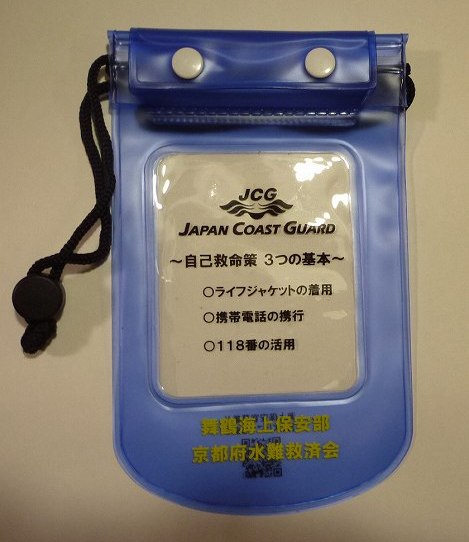 JCG
JAPAN COAST GUARD
～自己救命策 3つの基本～
○ライフジャケットの着用
○携帯電話の携行
○118番の活用
舞鶴海上保安部
京都府水難救済会